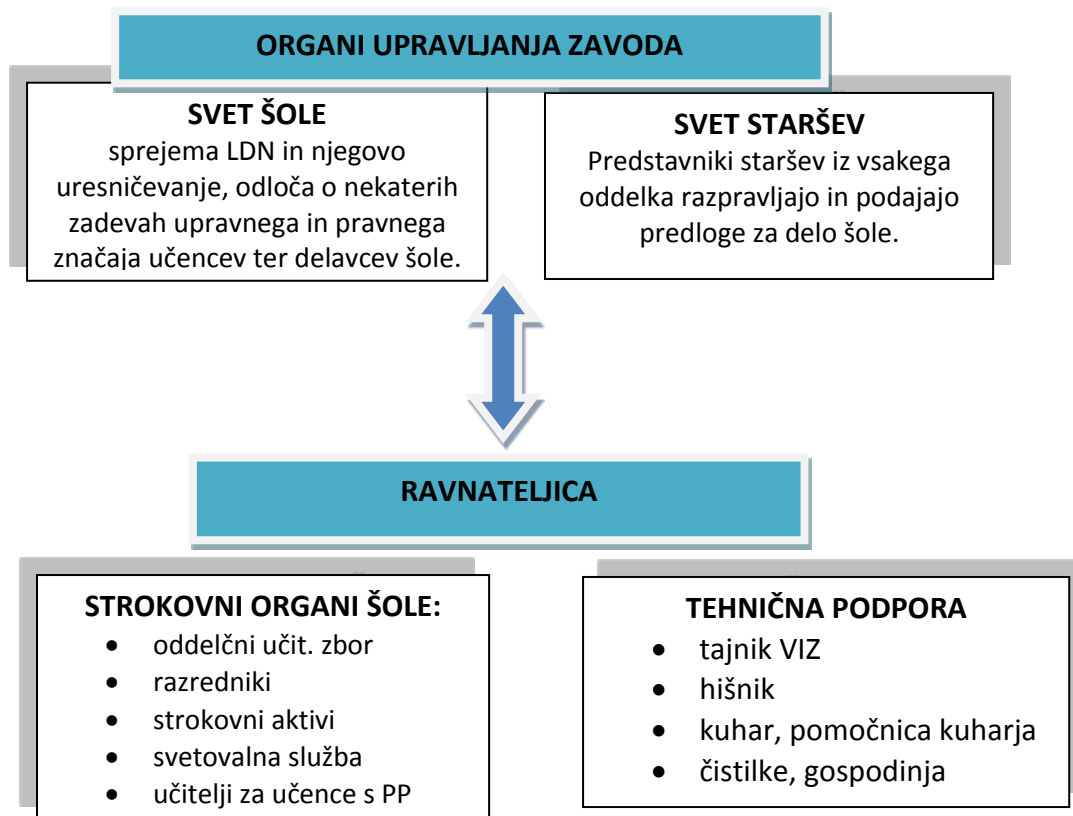 ORGANI UPRAVLJANJA ZAVODA
SVET ŠOLE
sprejema LDN in njegovo
uresničevanje, odloča o nekaterih
zadevah upravnega in pravnega
značaja učencev ter delavcev šole.
SVET STARŠEV
Predstavniki staršev iz vsakega
oddelka razpravljajo in podajajo
predloge za delo šole.
RAVNATELJICA
STROKOVNI ORGANI ŠOLE:
• oddelčni učit. zbor
• razredniki
• strokovni aktivi
• svetovalna služba
• učitelji za učence s PP
TEHNIČNA PODPORA
• tajnik VIZ
• hišnik
• kuhar, pomočnica kuharja
• čistilke, gospodinja